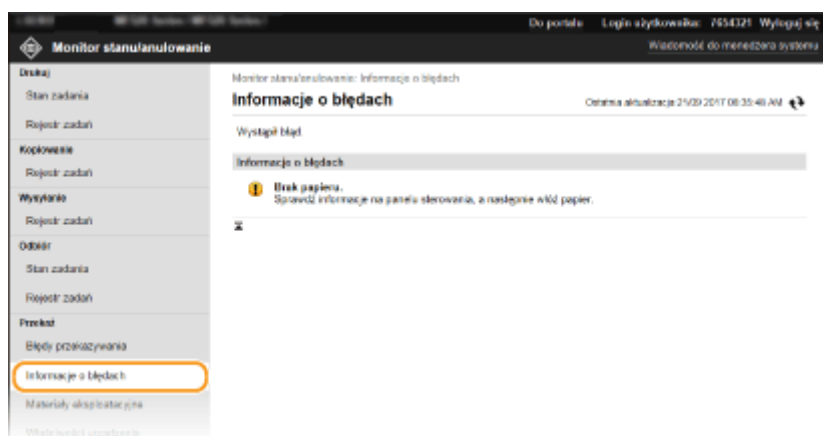 Do portalu Login użytkownika: 7654321 Wyloguj się
Monitor stanu/anulowanie
Wiadomość do menedżera systemu
Drukuj
Stan zadania
Rejestr zadań
Kopiowanie
Rejestr zadań
Wysyłanie
Rejestr zadań
Odbiór
Stan zadania
Rejestr zadań
Przekaż
Błędy przekazywania
Informacje o błędach
Materiały eksploatacyjne
Monitor stanu/anulowanie: Informacje o błędach
Informacje o błędach
Ostatnia aktualizacja:21/09 2017 08:35:46 AM
Wystąpił błąd.
Informacje o błędach
Brak papieru.
Sprawdź informacje na panelu sterowania, a następnie włóż papier.